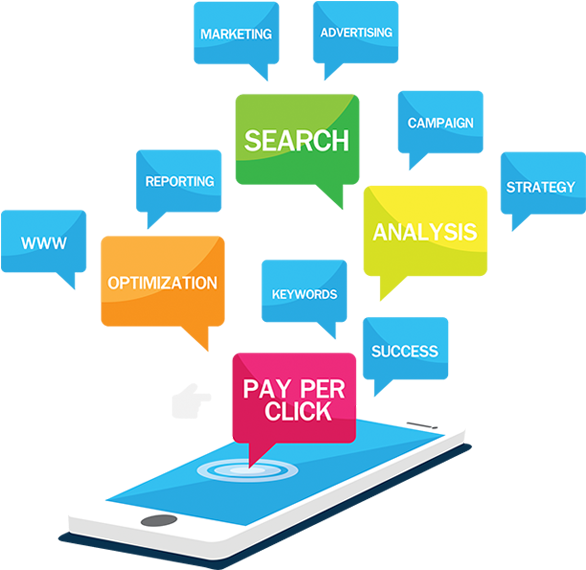 MARKETING
ADVERTISING
SEARCH
CAMPAIGN
REPORTING
STRATEGY
WWW
ANALYSIS
OPTIMIZATION
KEYWORDS
SUCCESS
PAY PER
CLICK